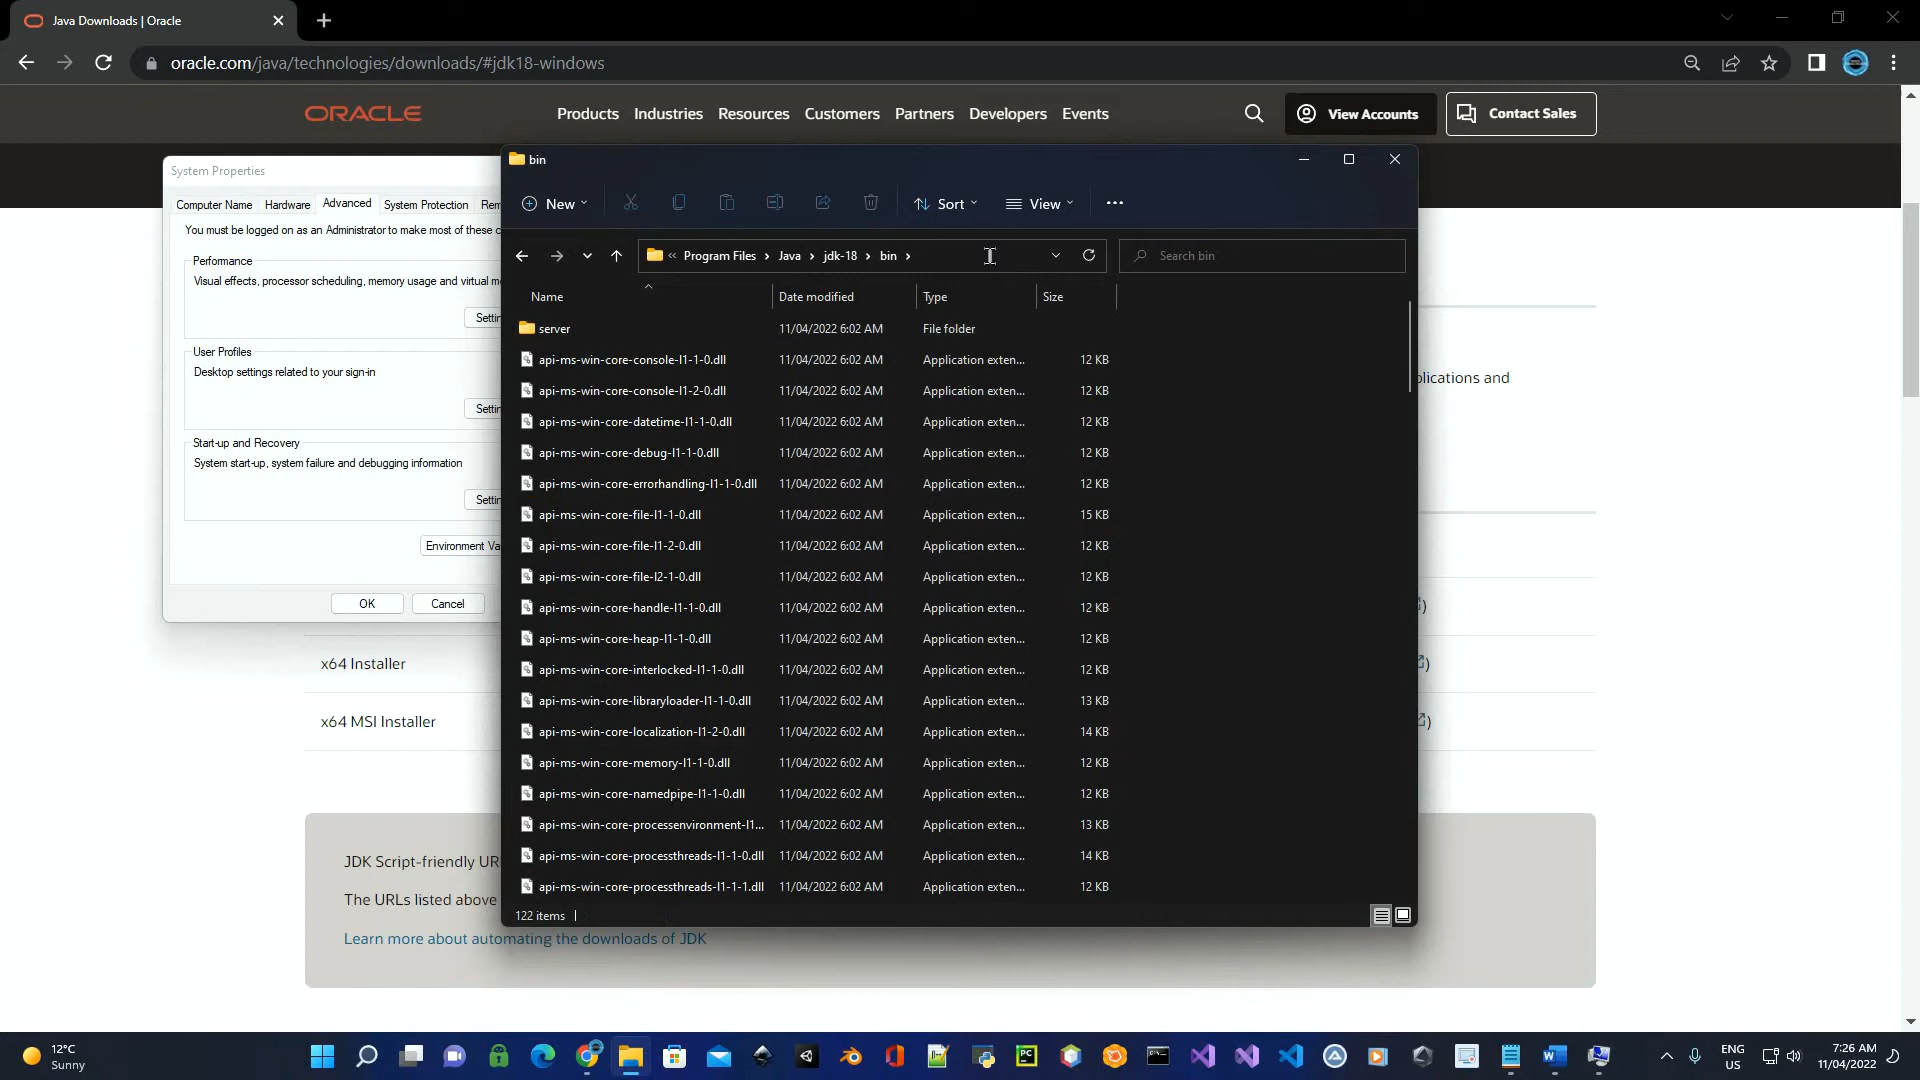 Java Downloads | Oracle
oracle.com/java/technologies/downloads/#jdk18-windows
ORACLE
Products Industries Resources Customers Partners Developers Events
View Accounts
Contact Sales
System Properties
Computer Name Hardware Advanced System Protection
You must be logged on as an Administrator to make most of these
Performance
Visual effects, processor scheduling, memory usage and virtual
User Profiles
Desktop settings related to your sign-in
Start-up and Recovery
System start-up, system failure and debugging information
Environment
OK Cancel
x64 Installer
x64 MSI Installer
JDK Script-friendly
The URLs listed above
Learn more about automating the downloads of JDK
bin
New Sort View
« Program Files > Java > jdk-18 > bin >
Search bin
Name Date modified Type Size
server 11/04/2022 6:02 AM File folder
api-ms-win-core-console-l1-1-0.dll 11/04/2022 6:02 AM Application exten... 12 KB
api-ms-win-core-console-l1-2-0.dll 11/04/2022 6:02 AM Application exten... 12 KB
api-ms-win-core-datetime-l1-1-0.dll 11/04/2022 6:02 AM Application exten... 12 KB
api-ms-win-core-debug-l1-1-0.dll 11/04/2022 6:02 AM Application exten... 12 KB
api-ms-win-core-errorhandling-l1-1-0.dll 11/04/2022 6:02 AM Application exten... 12 KB
api-ms-win-core-file-l1-1-0.dll 11/04/2022 6:02 AM Application exten... 15 KB
api-ms-win-core-file-l1-2-0.dll 11/04/2022 6:02 AM Application exten... 12 KB
api-ms-win-core-file-l2-1-0.dll 11/04/2022 6:02 AM Application exten... 12 KB
api-ms-win-core-handle-l1-1-0.dll 11/04/2022 6:02 AM Application exten... 12 KB
api-ms-win-core-heap-l1-1-0.dll 11/04/2022 6:02 AM Application exten... 12 KB
api-ms-win-core-interlocked-l1-1-0.dll 11/04/2022 6:02 AM Application exten... 12 KB
api-ms-win-core-libraryloader-l1-1-0.dll 11/04/2022 6:02 AM Application exten... 13 KB
api-ms-win-core-localization-l1-2-0.dll 11/04/2022 6:02 AM Application exten... 14 KB
api-ms-win-core-memory-l1-1-0.dll 11/04/2022 6:02 AM Application exten... 12 KB
api-ms-win-core-namedpipe-l1-1-0.dll 11/04/2022 6:02 AM Application exten... 12 KB
api-ms-win-core-processenvironment-l1... 11/04/2022 6:02 AM Application exten... 13 KB
api-ms-win-core-processthreads-l1-1-0.dll 11/04/2022 6:02 AM Application exten... 14 KB
api-ms-win-core-processthreads-l1-1-1.dll 11/04/2022 6:02 AM Application exten... 12 KB
122 items
plications and
12°C
Sunny
ENG
US
7:26 AM
11/04/2022